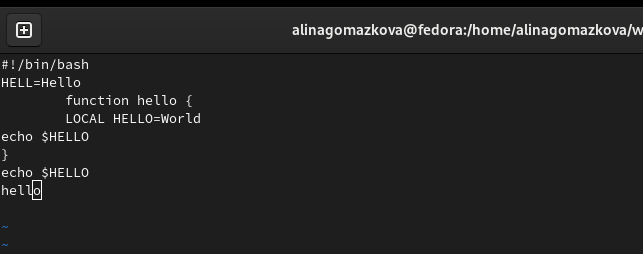 alinagomazkova@fedora:/home/alinagomazkova/w
#!/bin/bash
HELL=Hello
        function hello {
        LOCAL HELLO=World
echo $HELLO
}
echo $HELLO
hello
~
~